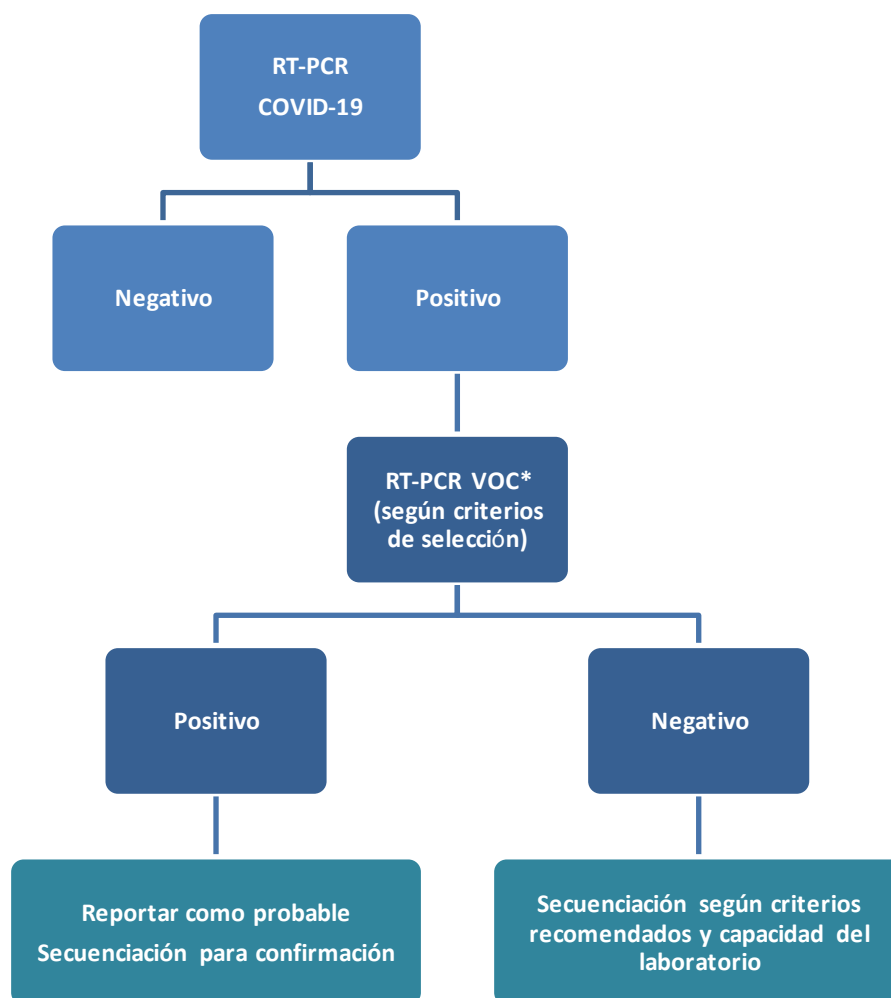 RT-PCR
COVID-19
Negativo
Positivo
RT-PCR VOC*
(según criterios
de selección)
Positivo
Negativo
Reportar como probable
Secuenciación para confirmación
Secuenciación según criterios
recomendados y capacidad del
laboratorio